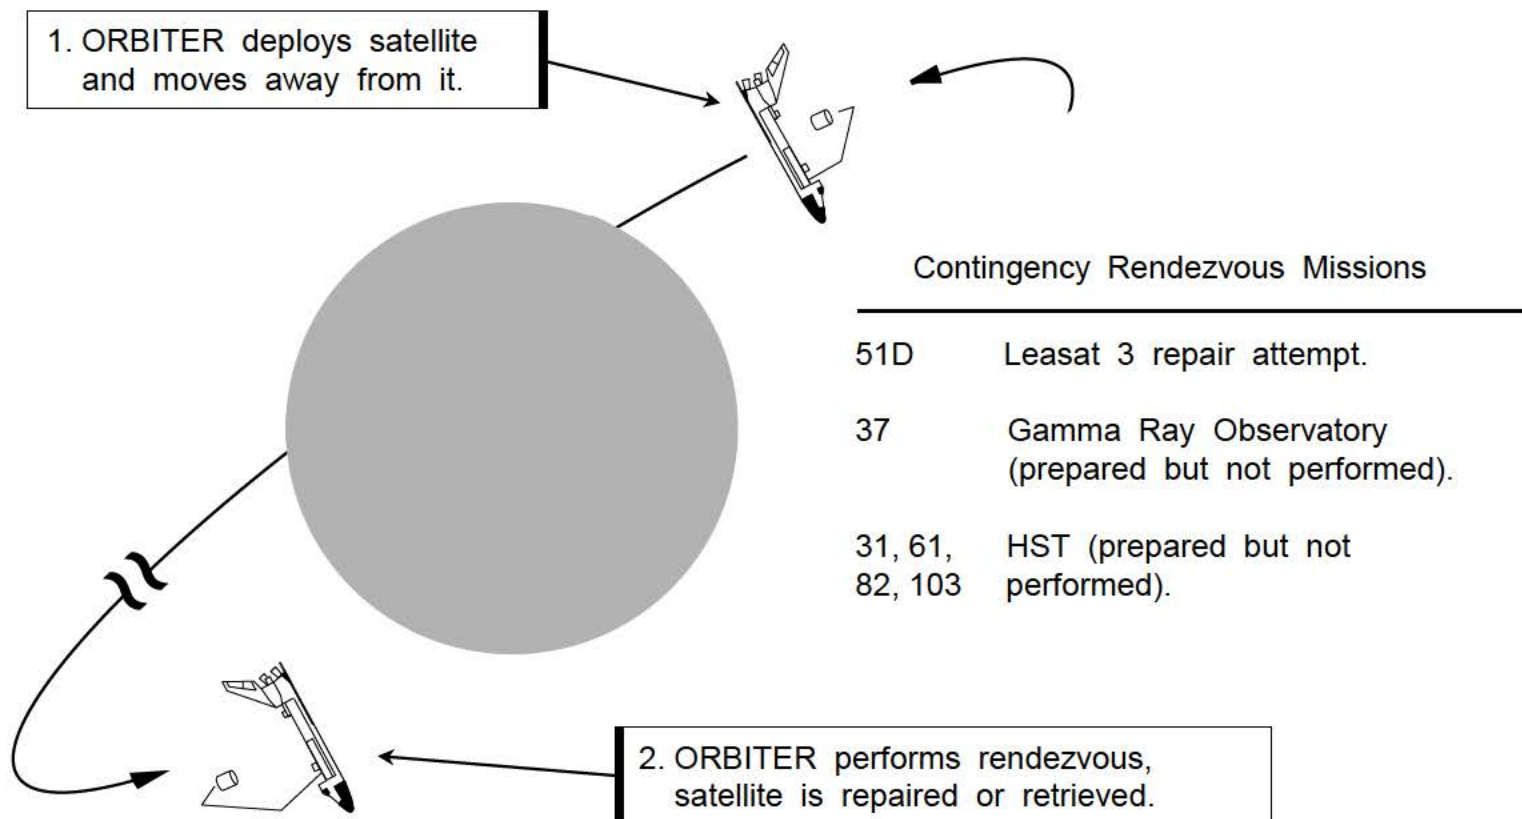 1. ORBITER deploys satellite
and moves away from it.
Contingency Rendezvous Missions
51D Leasat 3 repair attempt.
37 Gamma Ray Observatory
(prepared but not performed).
31, 61, HST (prepared but not
82, 103 performed).
2. ORBITER performs rendezvous,
satellite is repaired or retrieved.